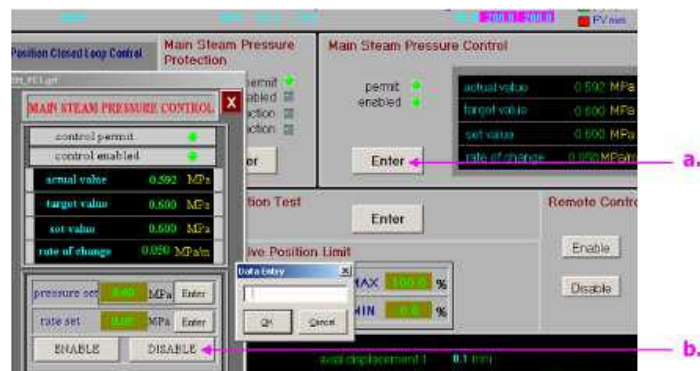 PV mm
Position Closed Loop Control
Main Steam Pressure
Protection
Main Steam Pressure Control
MAIN STEAM PRESSURE CONTROL
X
control permit
control enabled
actual value 0.592 MPa
target value 0.600 MPa
set value 0.600 MPa
rate of change 0.050 MPa/m
permit
enabled
Enter
a.
actual value 0.592 MPa
target value 0.600 MPa
set value 0.600 MPa
rate of change 0.050 MPa/m
tion Test
Enter
Remote Contro
Enable
Disable
ive Position Limit
MAX 100.0 %
MIN 0.0 %
Data Entry
OK
Cancel
pressure set 0.60 MPa Enter
rate set 0.05 MPa Enter
ENABLE
DISABLE
b.
axial displacement 1 0.1 mm